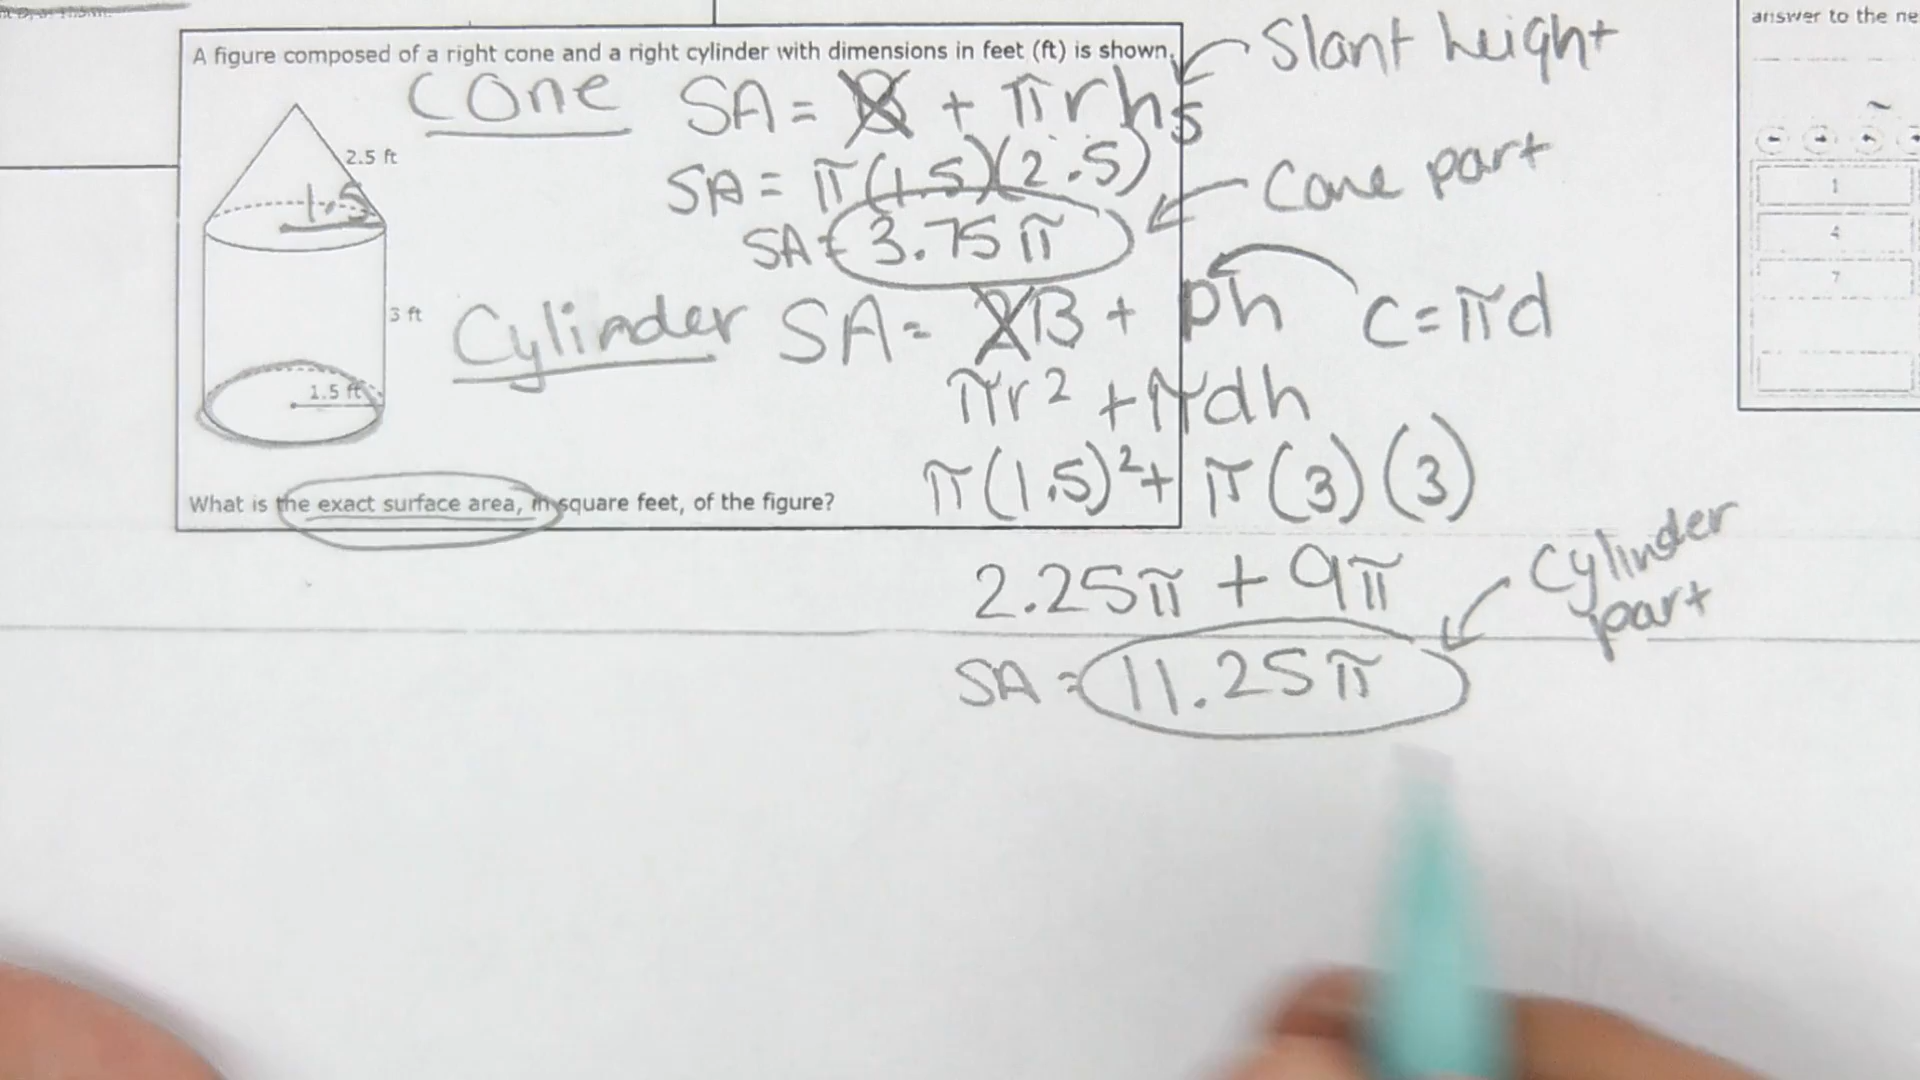 answer to the ne
A figure composed of a right cone and a right cylinder with dimensions in feet (ft) is shown.
Slant height
Cone SA = B + πrhs
2.5 ft
SA = π(1.5)(2.5)
Cone part
1.5
SA = 3.75π
1
4
7
3 ft
Cylinder SA = 2B + ph
C = πd
1.5 ft
πr² + πdh
π(1.5)² + π(3)(3)
What is the exact surface area, in square feet, of the figure?
2.25π + 9π
Cylinder
part
SA = 11.25π